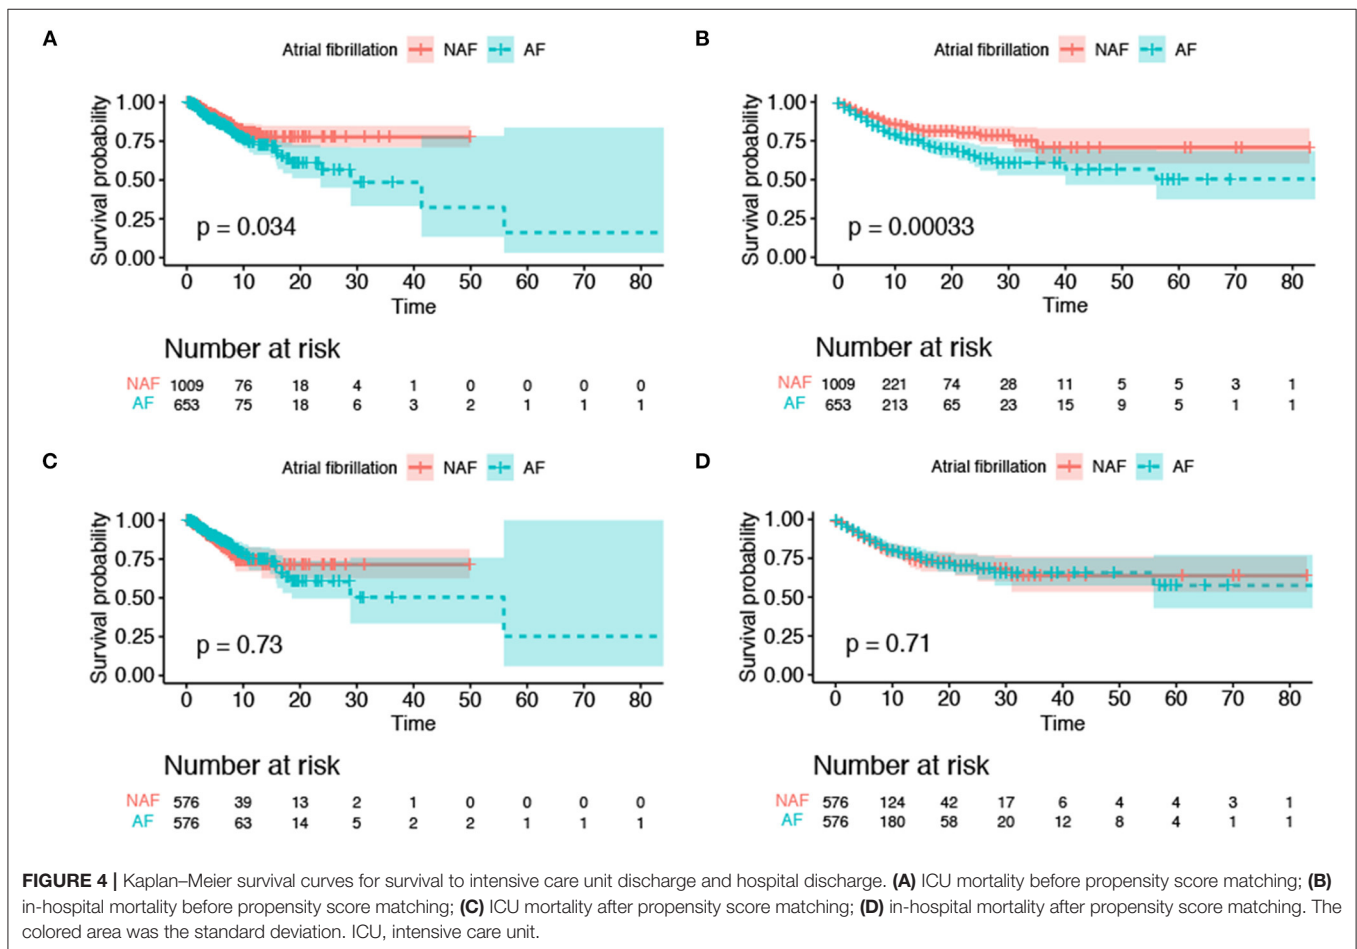 A
Atrial fibrillation NAF AF
Survival probability
1.00
0.75
0.50
0.25
0.00
p = 0.034
0 10 20 30 40 50 60 70 80
Time
Number at risk
NAF 1009 76 18 4 1 0 0 0 0
AF 653 75 18 6 3 2 1 1 1
B
Atrial fibrillation NAF AF
Survival probability
1.00
0.75
0.50
0.25
0.00
p = 0.00033
0 10 20 30 40 50 60 70 80
Time
Number at risk
NAF 1009 221 74 28 11 5 5 3 1
AF 653 213 65 23 15 9 5 1 1
C
Atrial fibrillation NAF AF
Survival probability
1.00
0.75
0.50
0.25
0.00
p = 0.73
0 10 20 30 40 50 60 70 80
Time
Number at risk
NAF 576 39 13 2 1 0 0 0 0
AF 576 63 14 5 2 2 1 1 1
D
Atrial fibrillation NAF AF
Survival probability
1.00
0.75
0.50
0.25
0.00
p = 0.71
0 10 20 30 40 50 60 70 80
Time
Number at risk
NAF 576 124 42 17 6 4 4 3 1
AF 576 180 58 20 12 8 4 1 1
FIGURE 4 | Kaplan–Meier survival curves for survival to intensive care unit discharge and hospital discharge. (A) ICU mortality before propensity score matching; (B)
in-hospital mortality before propensity score matching; (C) ICU mortality after propensity score matching; (D) in-hospital mortality after propensity score matching. The
colored area was the standard deviation. ICU, intensive care unit.